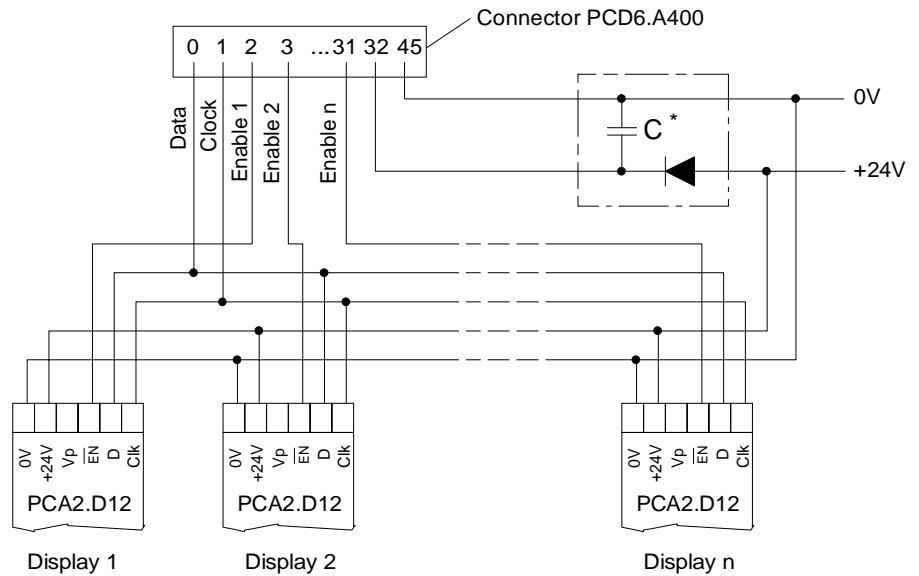 Connector PCD6.A400
0 1 2 3 ...31 32 45
Data
Clock
Enable 1
Enable 2
Enable n
C *
0V
+24V
0V
+24V
Vp
EN
D
Clk
PCA2.D12
Display 1
0V
+24V
Vp
EN
D
Clk
PCA2.D12
Display 2
0V
+24V
Vp
EN
D
Clk
PCA2.D12
Display n